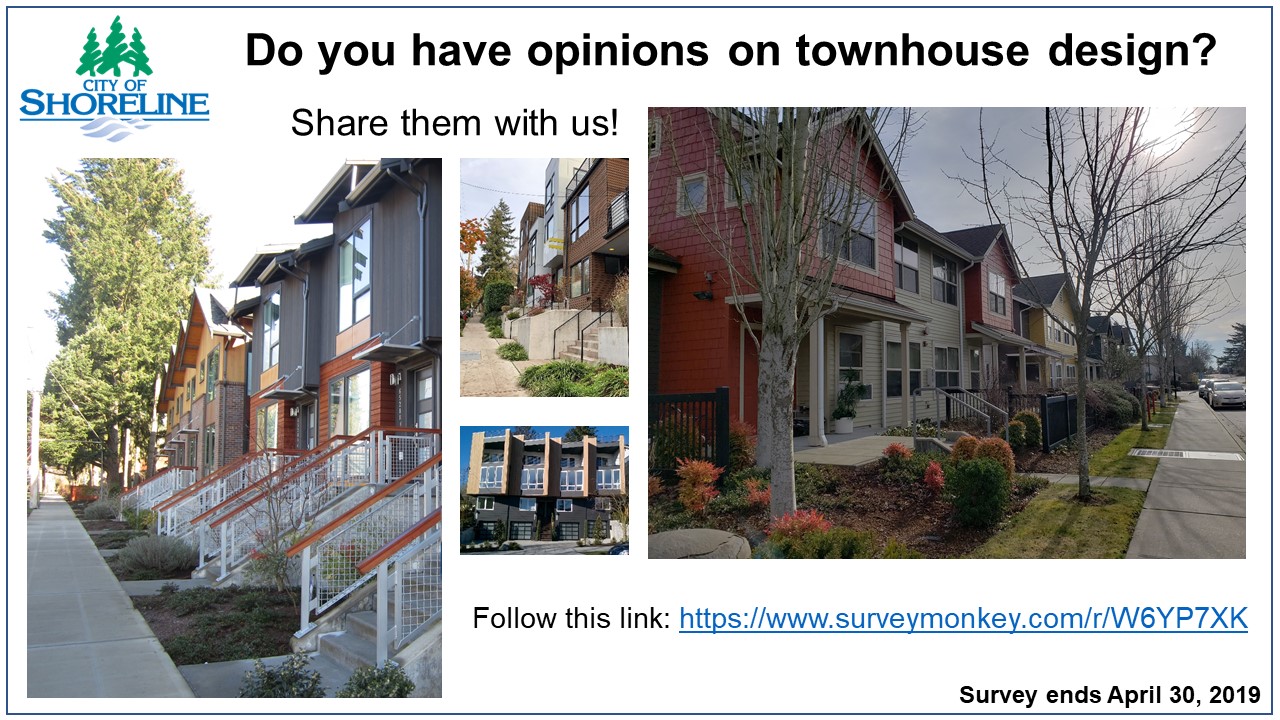 CITY OF
SHORELINE
Do you have opinions on townhouse design?
Share them with us!
Follow this link: https://www.surveymonkey.com/r/W6YP7XK
Survey ends April 30, 2019